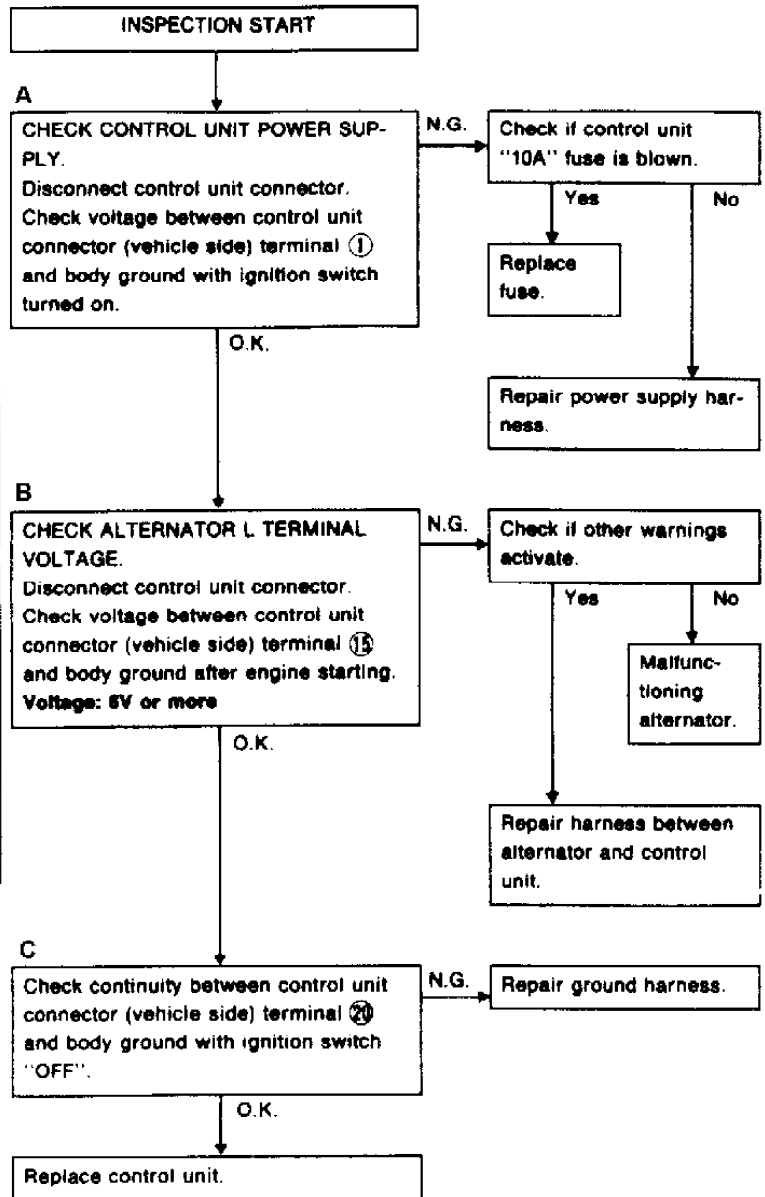 INSPECTION START
A
CHECK CONTROL UNIT POWER SUP-
PLY.
Disconnect control unit connector.
Check voltage between control unit
connector (vehicle side) terminal ①
and body ground with ignition switch
turned on.
N.G.
Check if control unit
"10A" fuse is blown.
Yes
No
Replace
fuse.
Repair power supply har-
ness.
O.K.
B
CHECK ALTERNATOR L TERMINAL
VOLTAGE.
Disconnect control unit connector.
Check voltage between control unit
connector (vehicle side) terminal ⑮
and body ground after engine starting.
Voltage: 6V or more
N.G.
Check if other warnings
activate.
Yes
No
Malfunc-
tioning
alternator.
Repair harness between
alternator and control
unit.
O.K.
C
Check continuity between control unit
connector (vehicle side) terminal ⑳
and body ground with ignition switch
"OFF".
N.G.
Repair ground harness.
O.K.
Replace control unit.